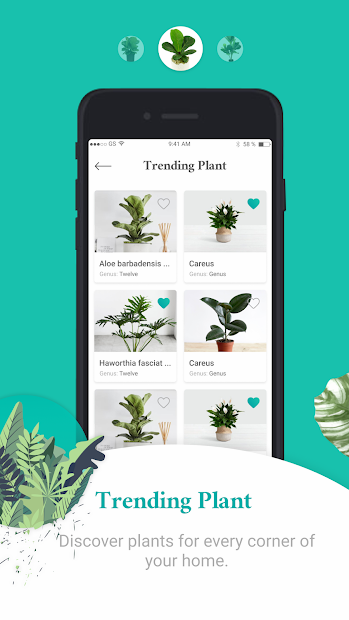 GS 9:41 AM 58 %
Trending Plant
Aloe barbadensis ... Careus
Genus: Twelve Genus: Genus
Haworthia fasciat ... Careus
Genus: Twelve Genus: Genus
Trending Plant
Discover plants for every corner of
your home.